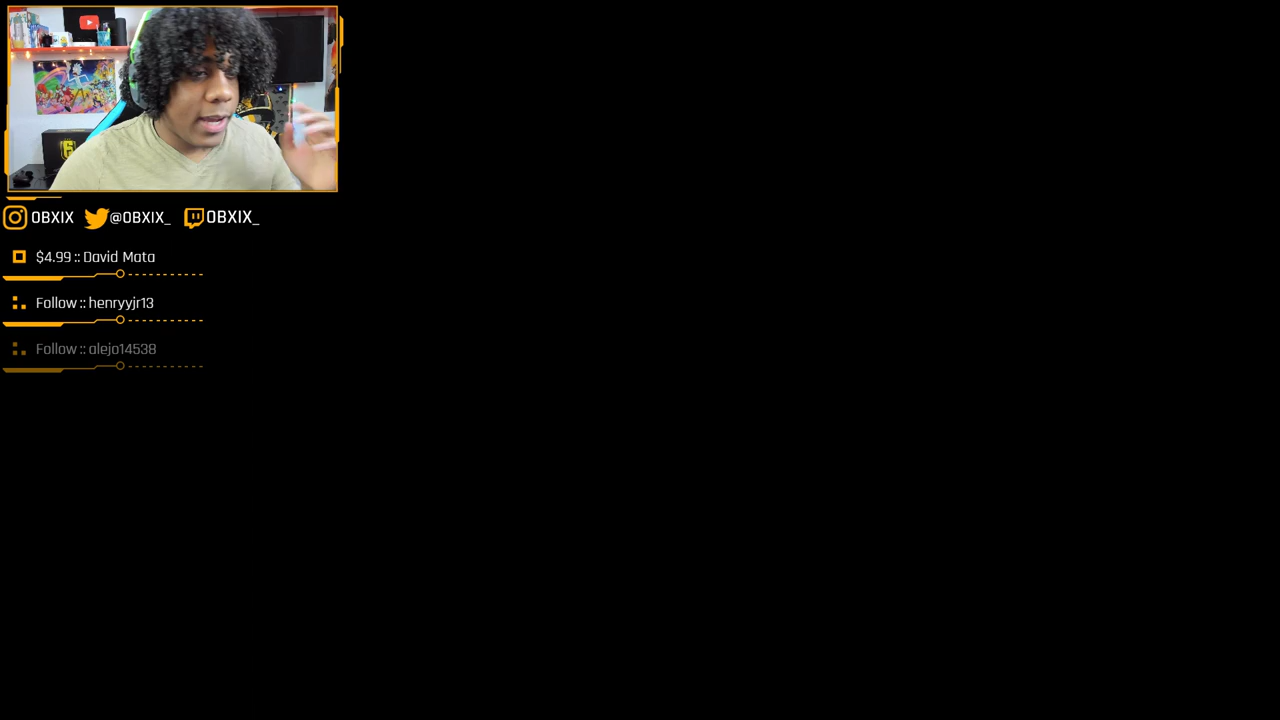 OBXIX @OBXIX_ OBXIX_
$4.99 :: David Mata
Follow :: henryyjr13
Follow :: alejo14538